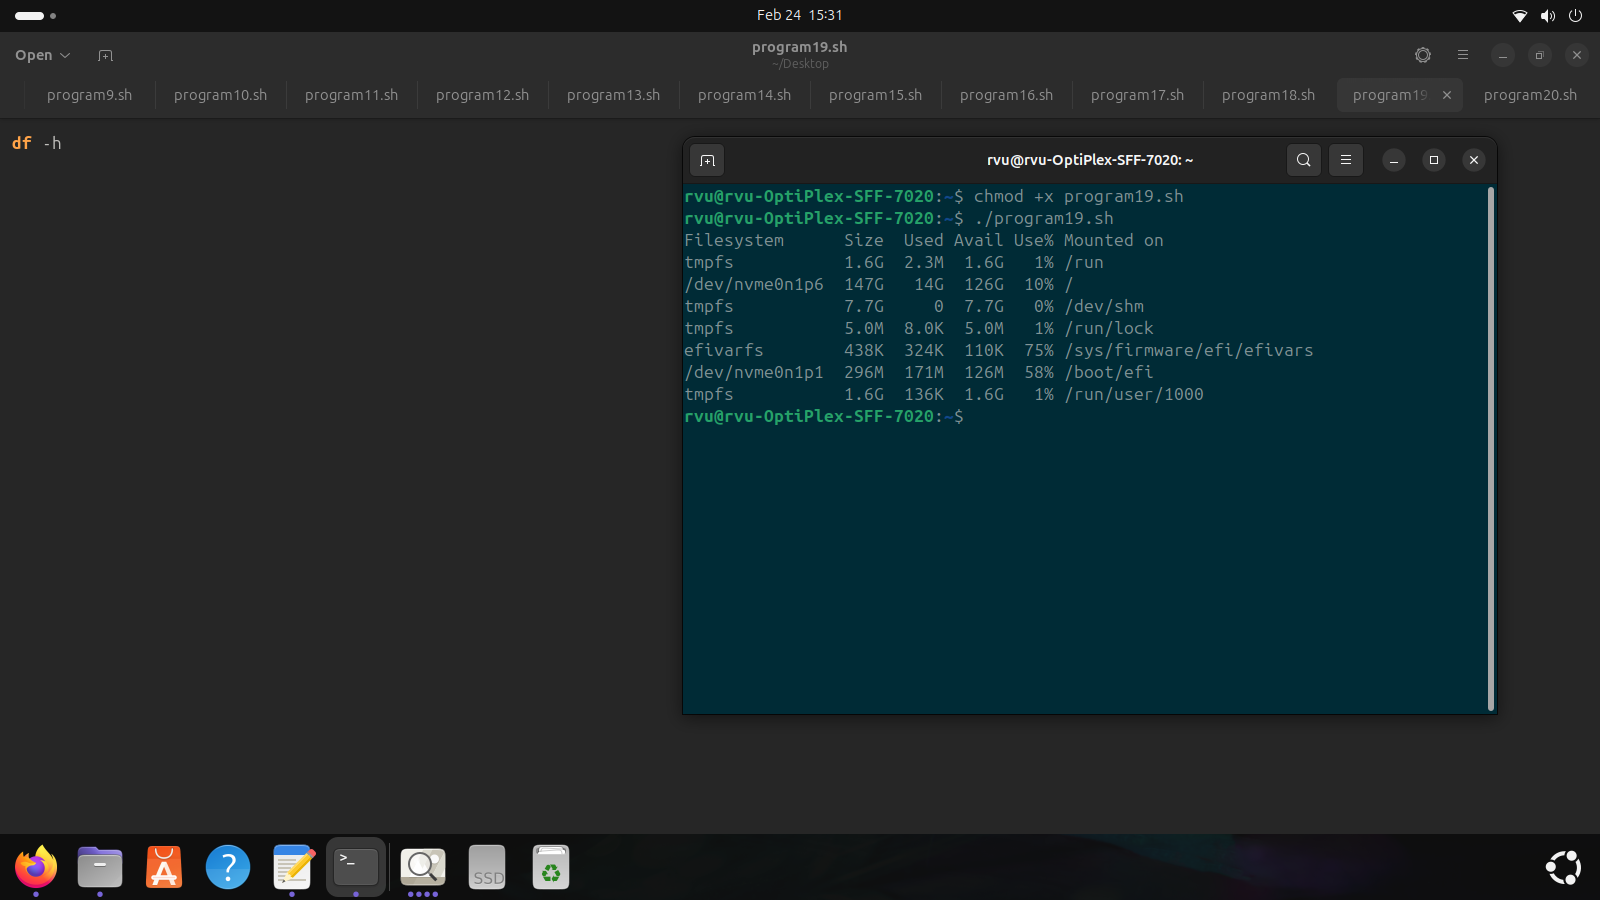 Feb 24 15:31
Open
program19.sh
~/Desktop
program9.sh program10.sh program11.sh program12.sh program13.sh program14.sh program15.sh program16.sh program17.sh program18.sh program19 program20.sh
df -h
rvu@rvu-OptiPlex-SFF-7020: ~
rvu@rvu-OptiPlex-SFF-7020:~$ chmod +x program19.sh
rvu@rvu-OptiPlex-SFF-7020:~$ ./program19.sh
Filesystem      Size  Used Avail Use% Mounted on
tmpfs           1.6G  2.3M  1.6G   1% /run
/dev/nvme0n1p6  147G   14G  126G  10% /
tmpfs           7.7G     0  7.7G   0% /dev/shm
tmpfs           5.0M  8.0K  5.0M   1% /run/lock
efivarfs        438K  324K  110K  75% /sys/firmware/efi/efivars
/dev/nvme0n1p1  296M  171M  126M  58% /boot/efi
tmpfs           1.6G  136K  1.6G   1% /run/user/1000
rvu@rvu-OptiPlex-SFF-7020:~$
>_
SSD